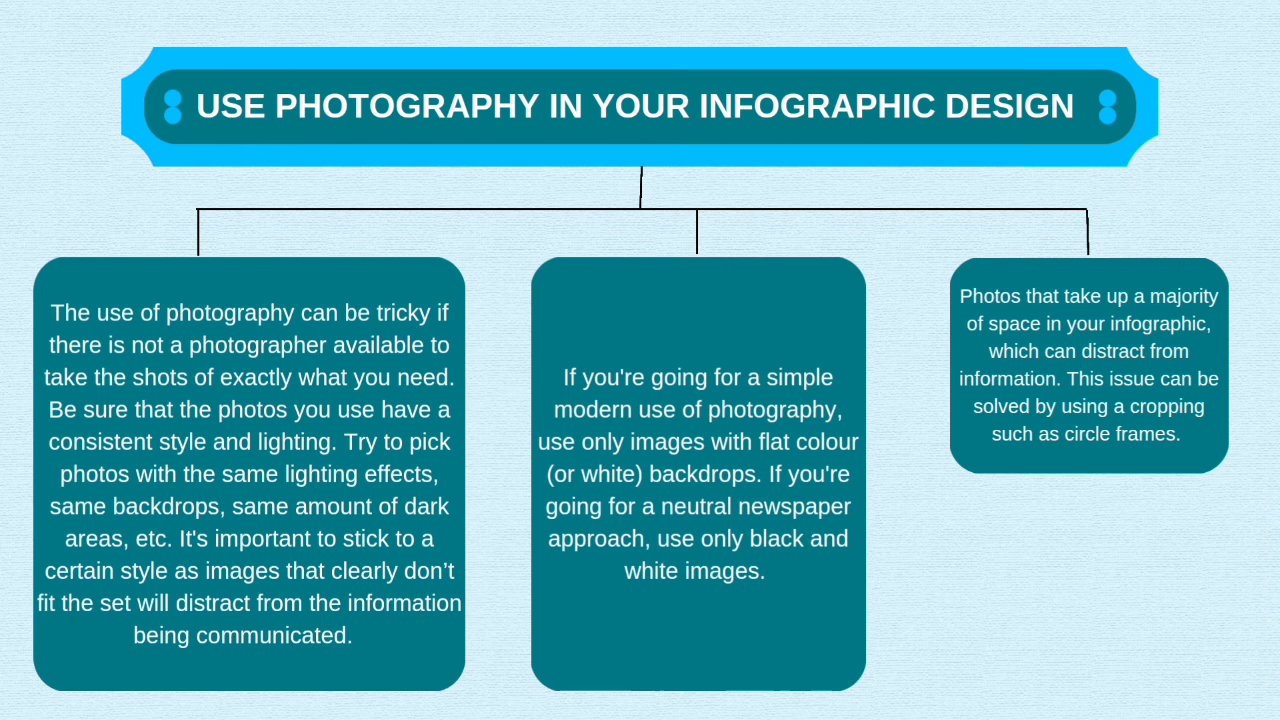 USE PHOTOGRAPHY IN YOUR INFOGRAPHIC DESIGN
The use of photography can be tricky if
there is not a photographer available to
take the shots of exactly what you need.
Be sure that the photos you use have a
consistent style and lighting. Try to pick
photos with the same lighting effects,
same backdrops, same amount of dark
areas, etc. It's important to stick to a
certain style as images that clearly don’t
fit the set will distract from the information
being communicated.
If you're going for a simple
modern use of photography,
use only images with flat colour
(or white) backdrops. If you're
going for a neutral newspaper
approach, use only black and
white images.
Photos that take up a majority
of space in your infographic,
which can distract from
information. This issue can be
solved by using a cropping
such as circle frames.